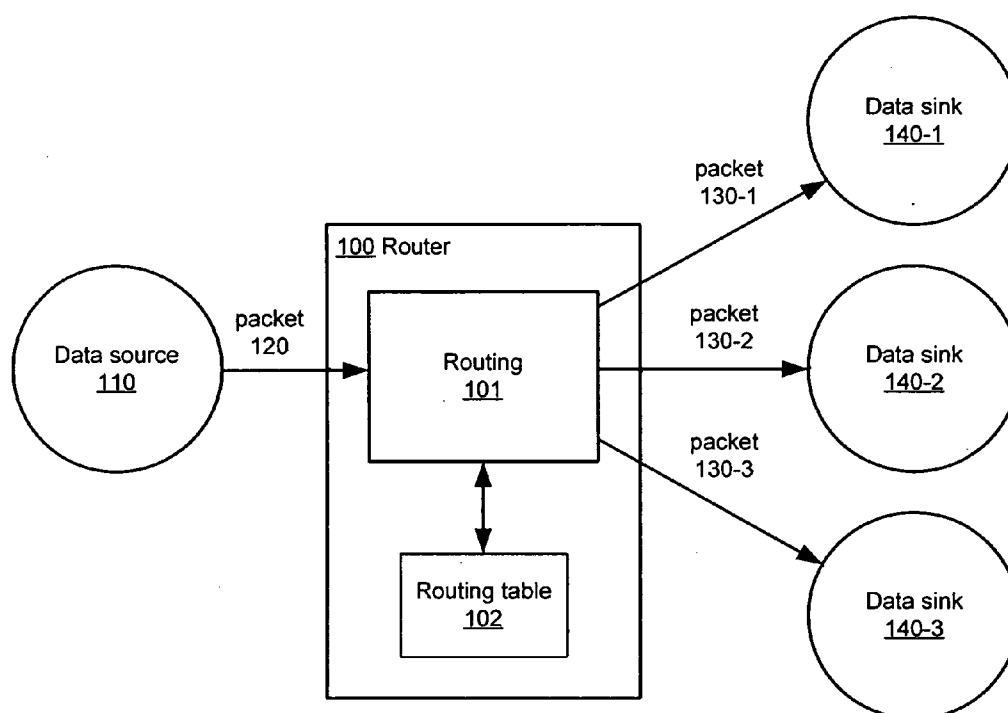 Data sink
140-1
packet
130-1
100 Router
packet
120
Data source
110
Routing
101
packet
130-2
Data sink
140-2
packet
130-3
Routing table
102
Data sink
140-3